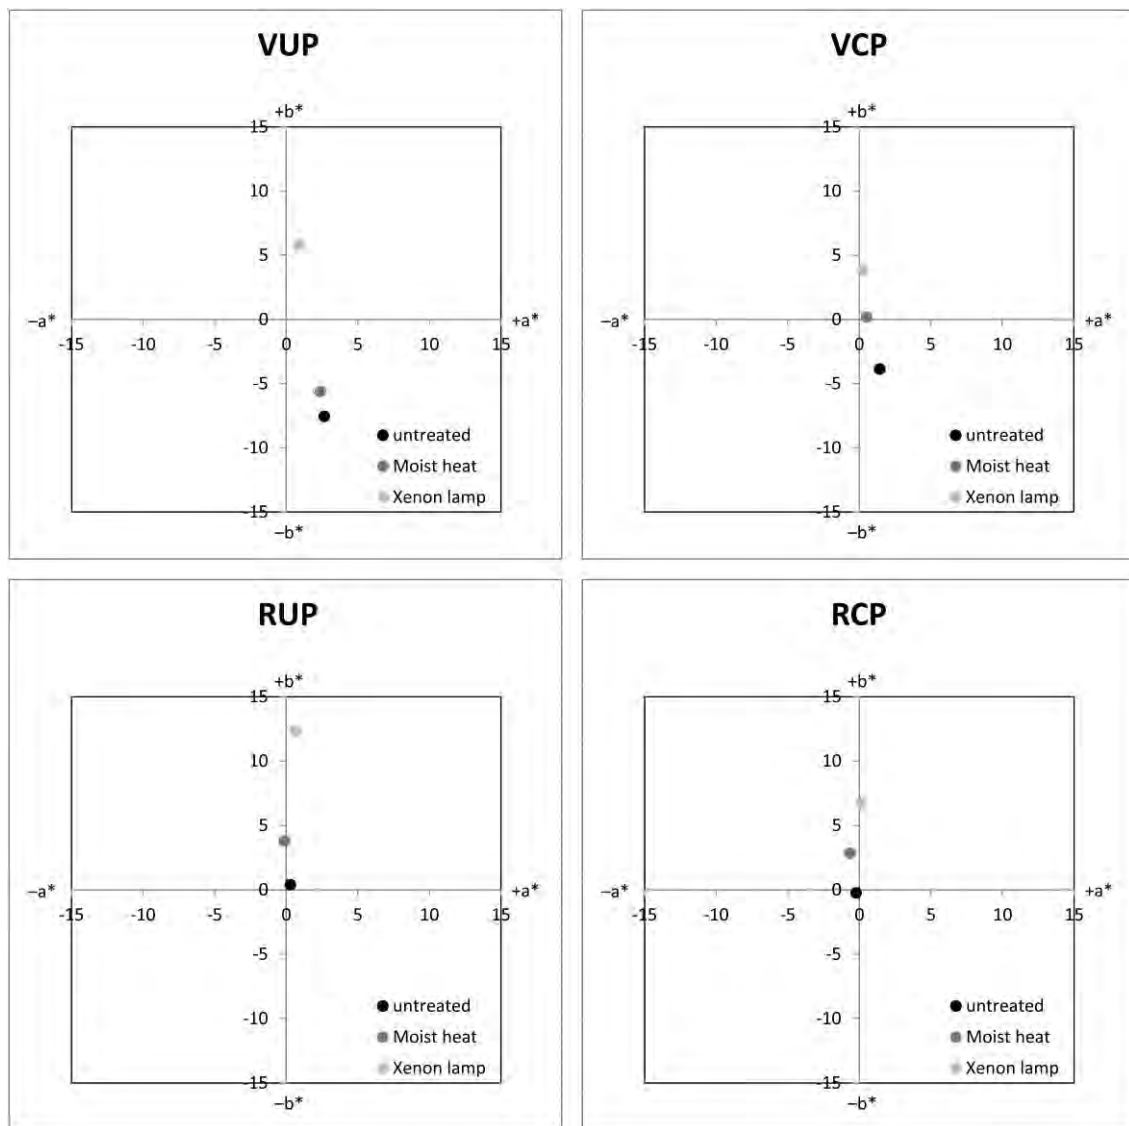 VUP
+b*
15
10
5
–a* 0 +a*
-15 -10 -5 0 5 10 15
-5
-10
-15
–b*
untreated
Moist heat
Xenon lamp
VCP
+b*
15
10
5
–a* 0 +a*
-15 -10 -5 0 5 10 15
-5
-10
-15
–b*
untreated
Moist heat
Xenon lamp
RUP
+b*
15
10
5
–a* 0 +a*
-15 -10 -5 0 5 10 15
-5
-10
-15
–b*
untreated
Moist heat
Xenon lamp
RCP
+b*
15
10
5
–a* 0 +a*
-15 -10 -5 0 5 10 15
-5
-10
-15
–b*
untreated
Moist heat
Xenon lamp